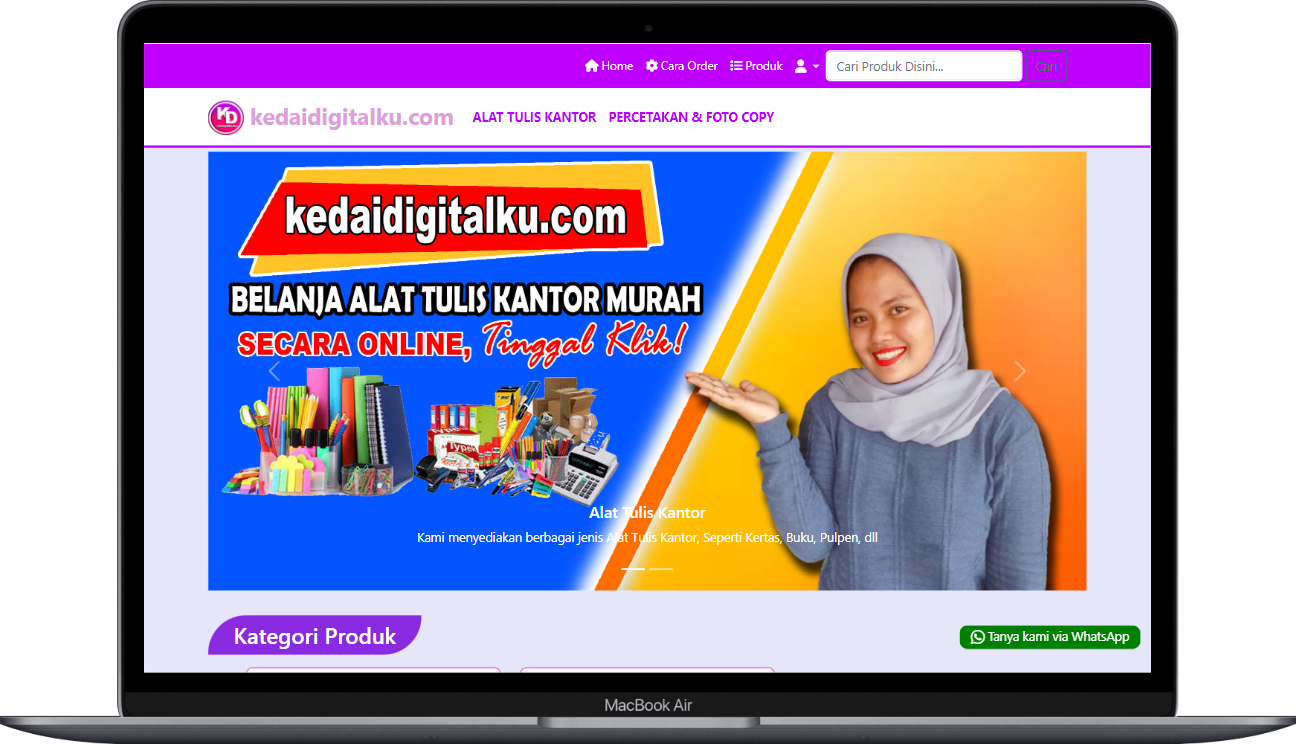 Home Cara Order Produk Cari Produk Disini... Cari
KD kedaidigitalku.com ALAT TULIS KANTOR PERCETAKAN & FOTO COPY
kedaidigitalku.com
BELANJA ALAT TULIS KANTOR MURAH
SECARA ONLINE, Tinggal Klik!
Alat Tulis Kantor
Kami menyediakan berbagai jenis Alat Tulis Kantor, Seperti Kertas, Buku, Pulpen, dll
Kategori Produk
Tanya kami via WhatsApp
MacBook Air